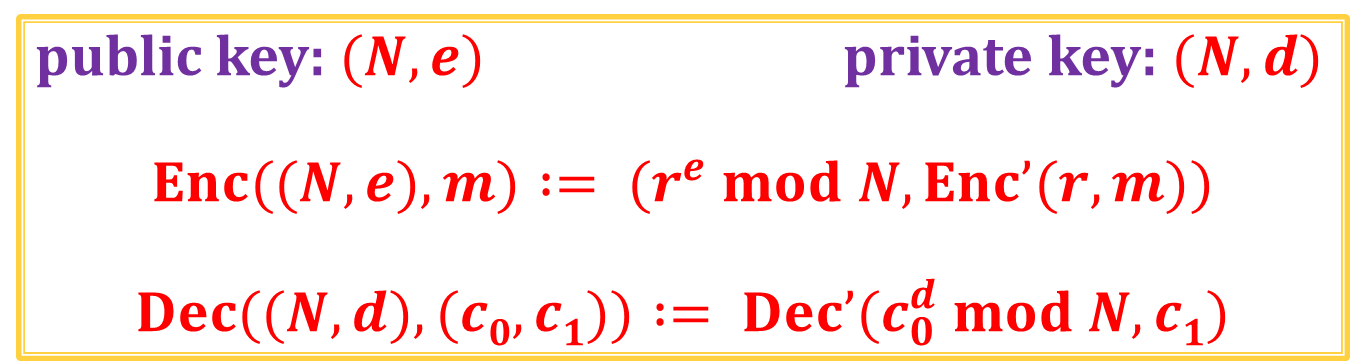 public key: (N, e) private key: (N, d)
Enc((N, e), m) := (r^e mod N, Enc’(r, m))
Dec((N, d), (c_0, c_1)) := Dec’(c_0^d mod N, c_1)